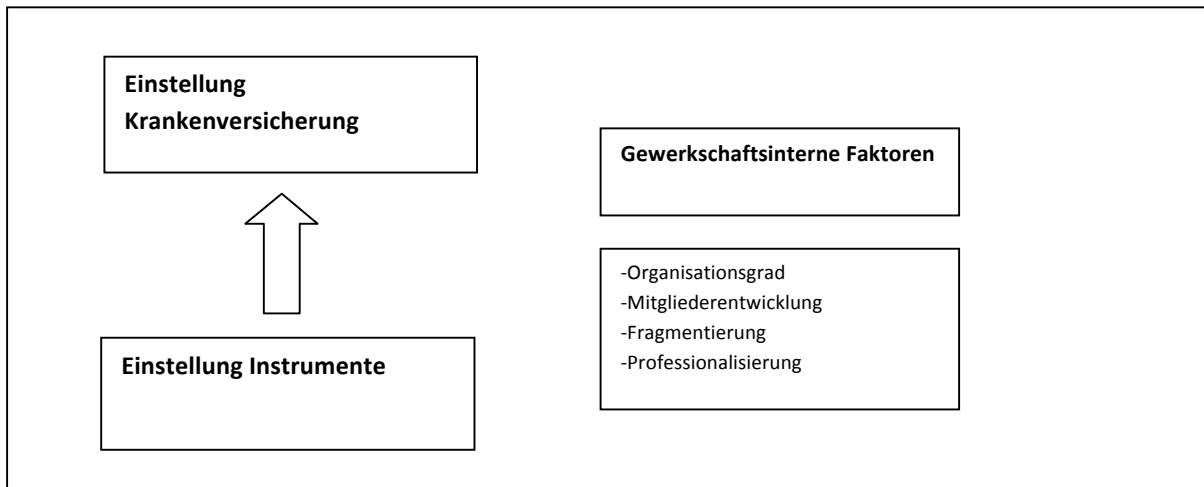 Einstellung
Krankenversicherung
Einstellung Instrumente
Gewerkschaftsinterne Faktoren
-Organisationsgrad
-Mitgliederentwicklung
-Fragmentierung
-Professionalisierung